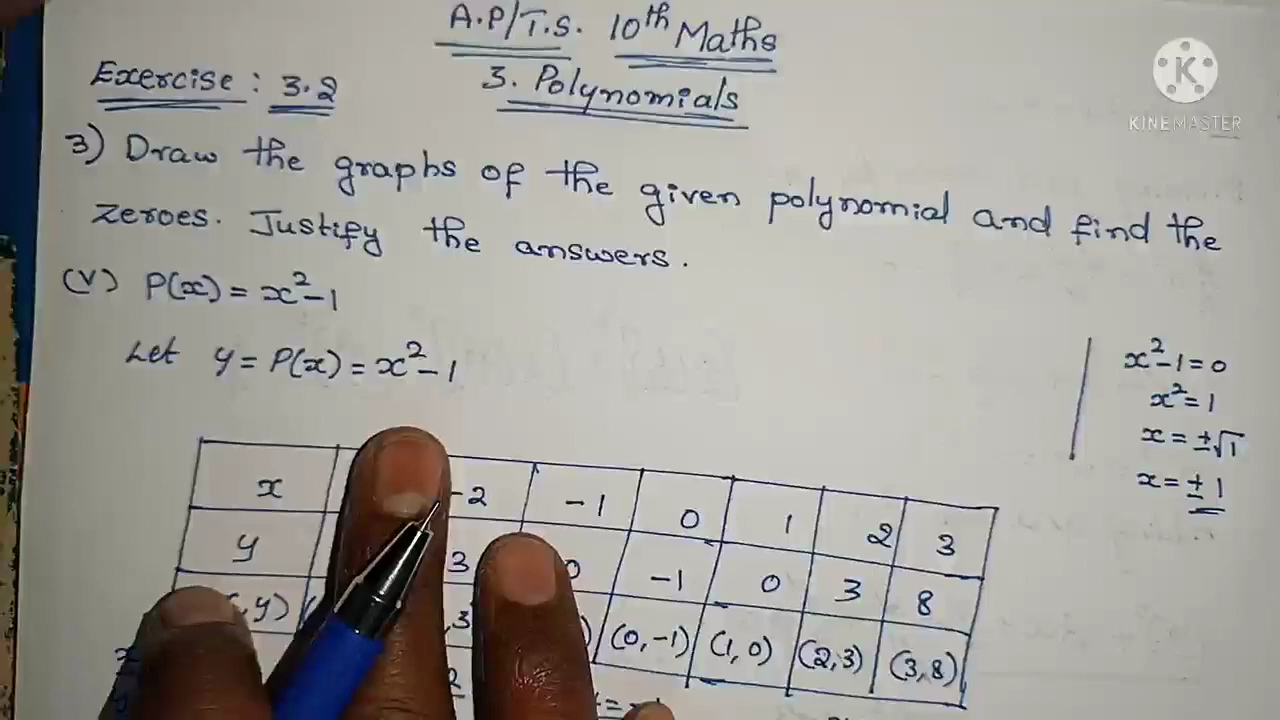 A.P/T.S. 10th Maths
KINEMASTER
Exercise: 3.2
3. Polynomials
3) Draw the graphs of the given polynomial and find the
zeroes. Justify the answers.
(V) P(x) = x²-1
Let y = P(x) = x²-1
x²-1=0
x²=1
x = ±√1
x = ±1
x -2 -1 0 1 2 3
y 3 0 -1 0 3 8
(0,-1) (1,0) (2,3) (3,8)